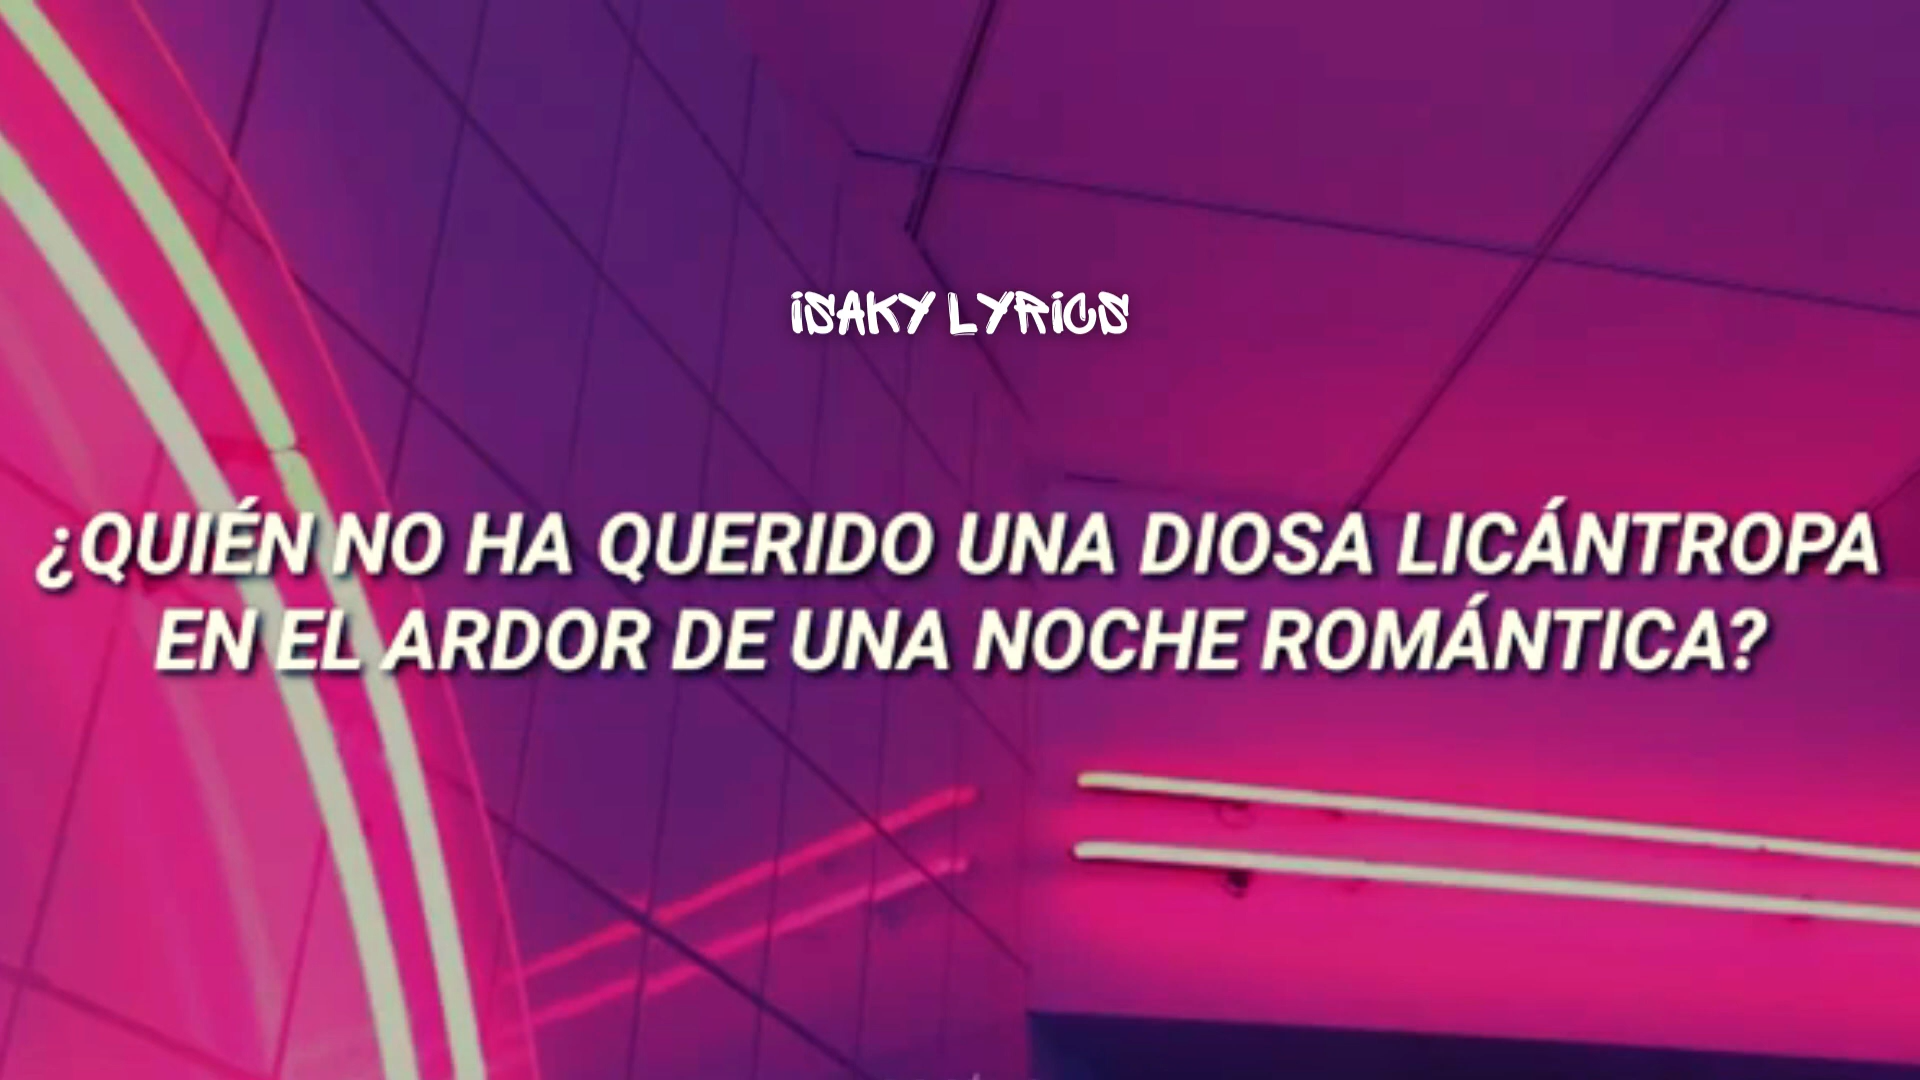 iSAKY LYRiCS
¿QUIÉN NO HA QUERIDO UNA DIOSA LICÁNTROPA
EN EL ARDOR DE UNA NOCHE ROMÁNTICA?